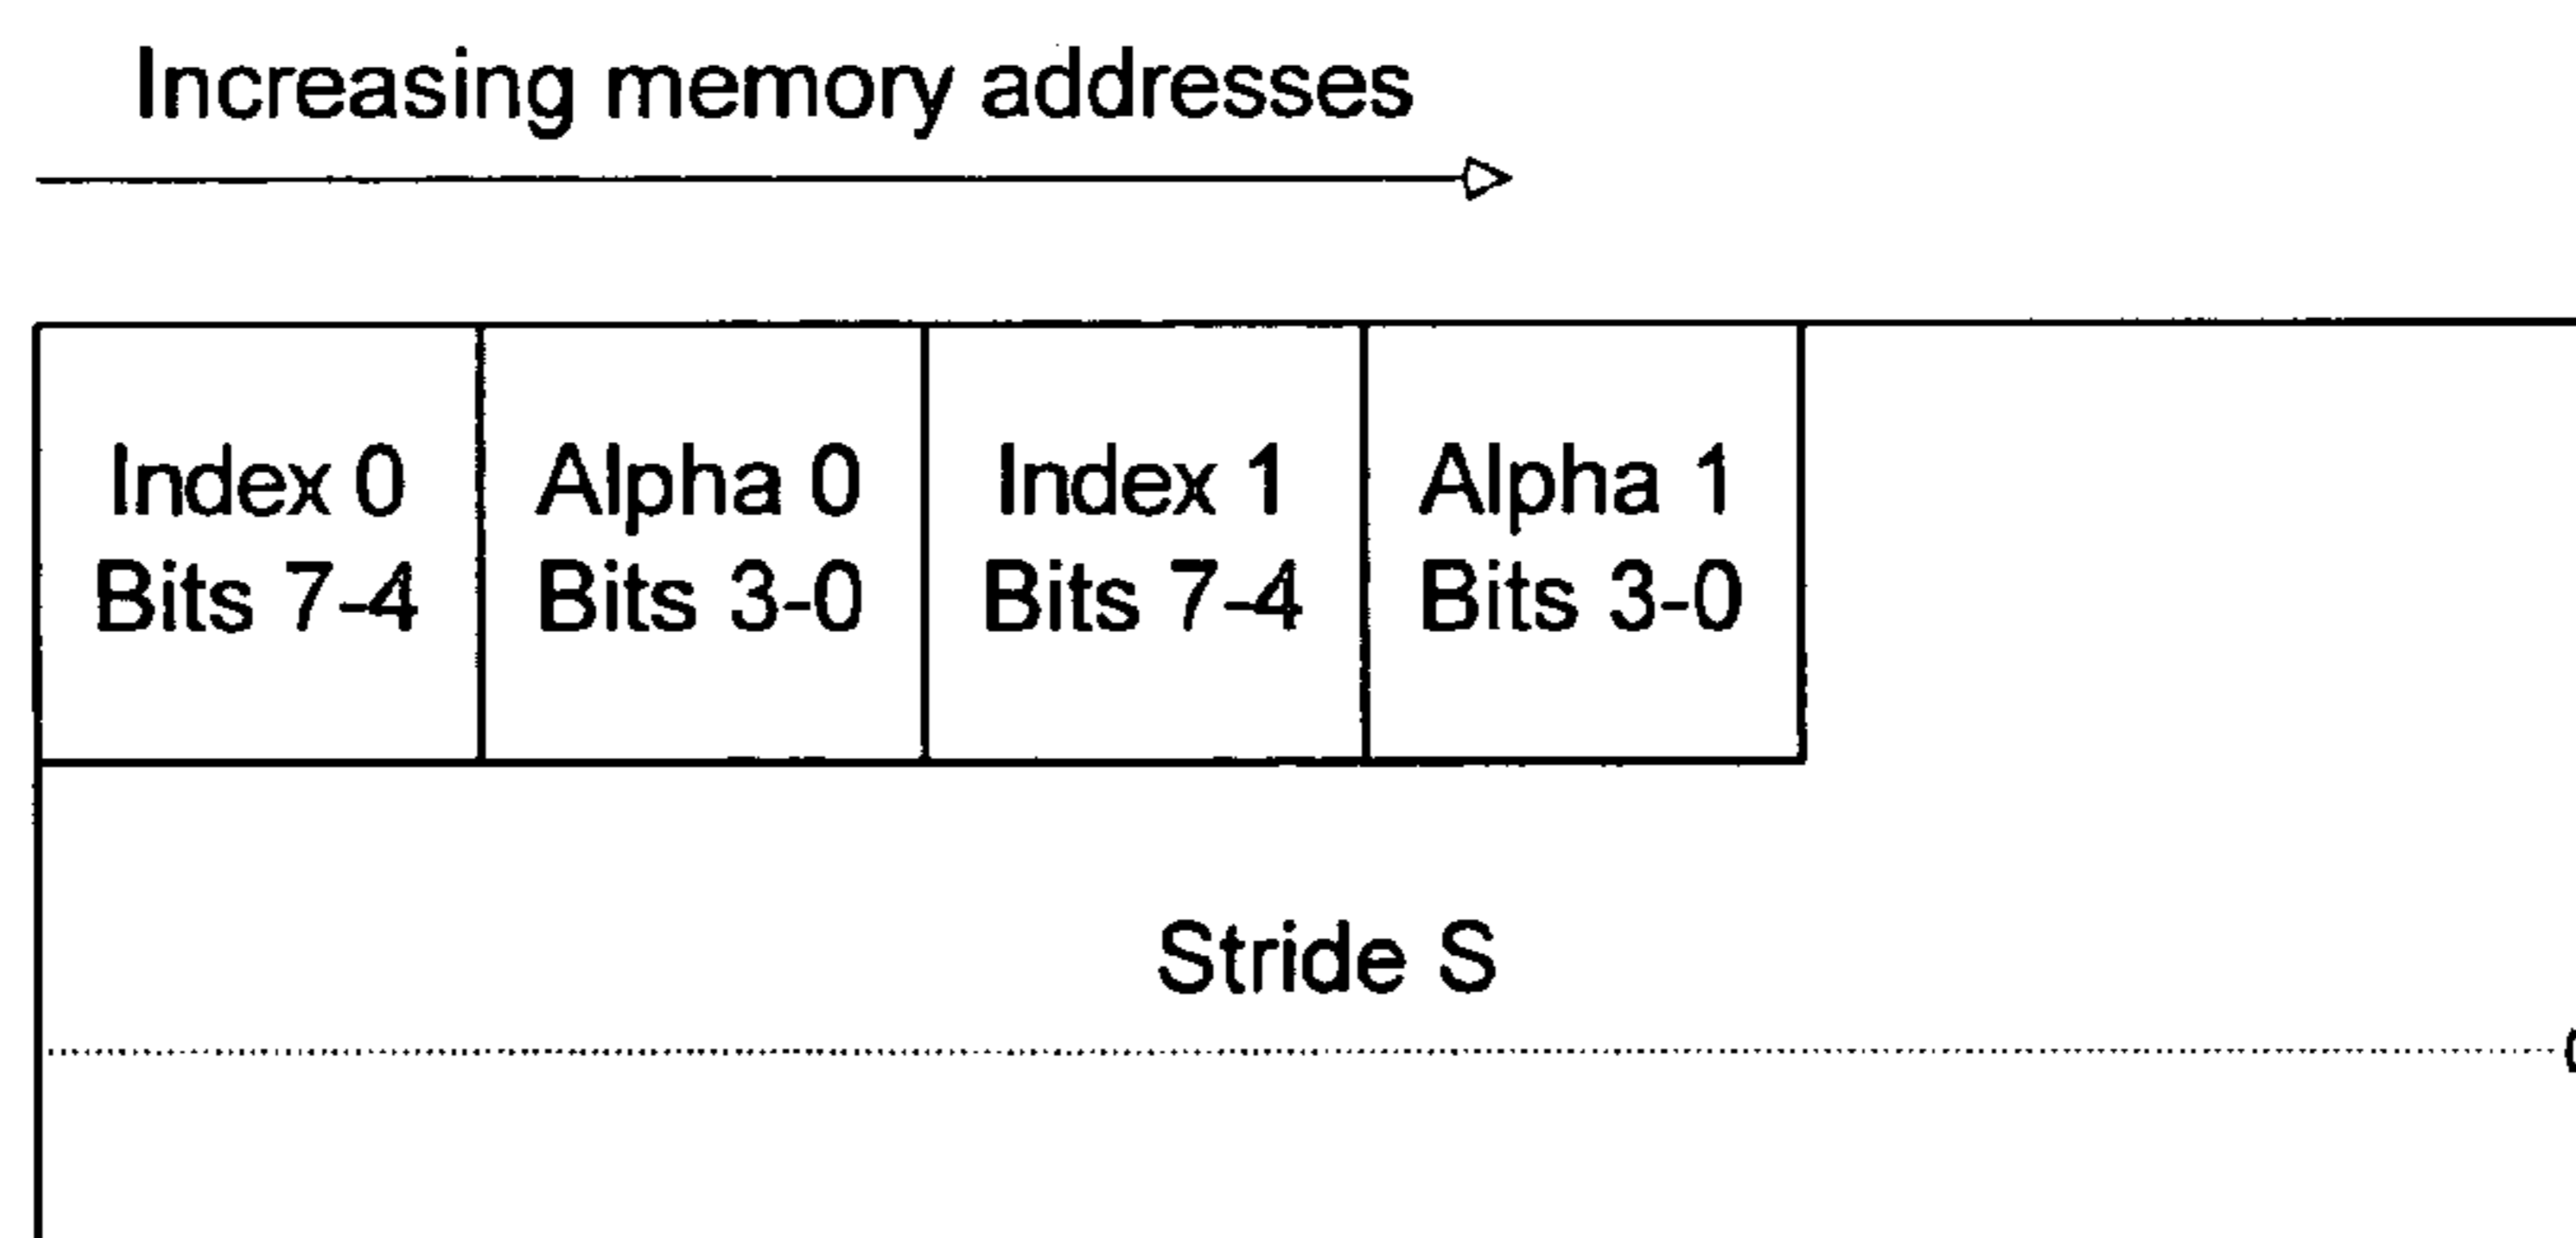 Increasing memory addresses
Index 0 Alpha 0 Index 1 Alpha 1
Bits 7-4 Bits 3-0 Bits 7-4 Bits 3-0
Stride S